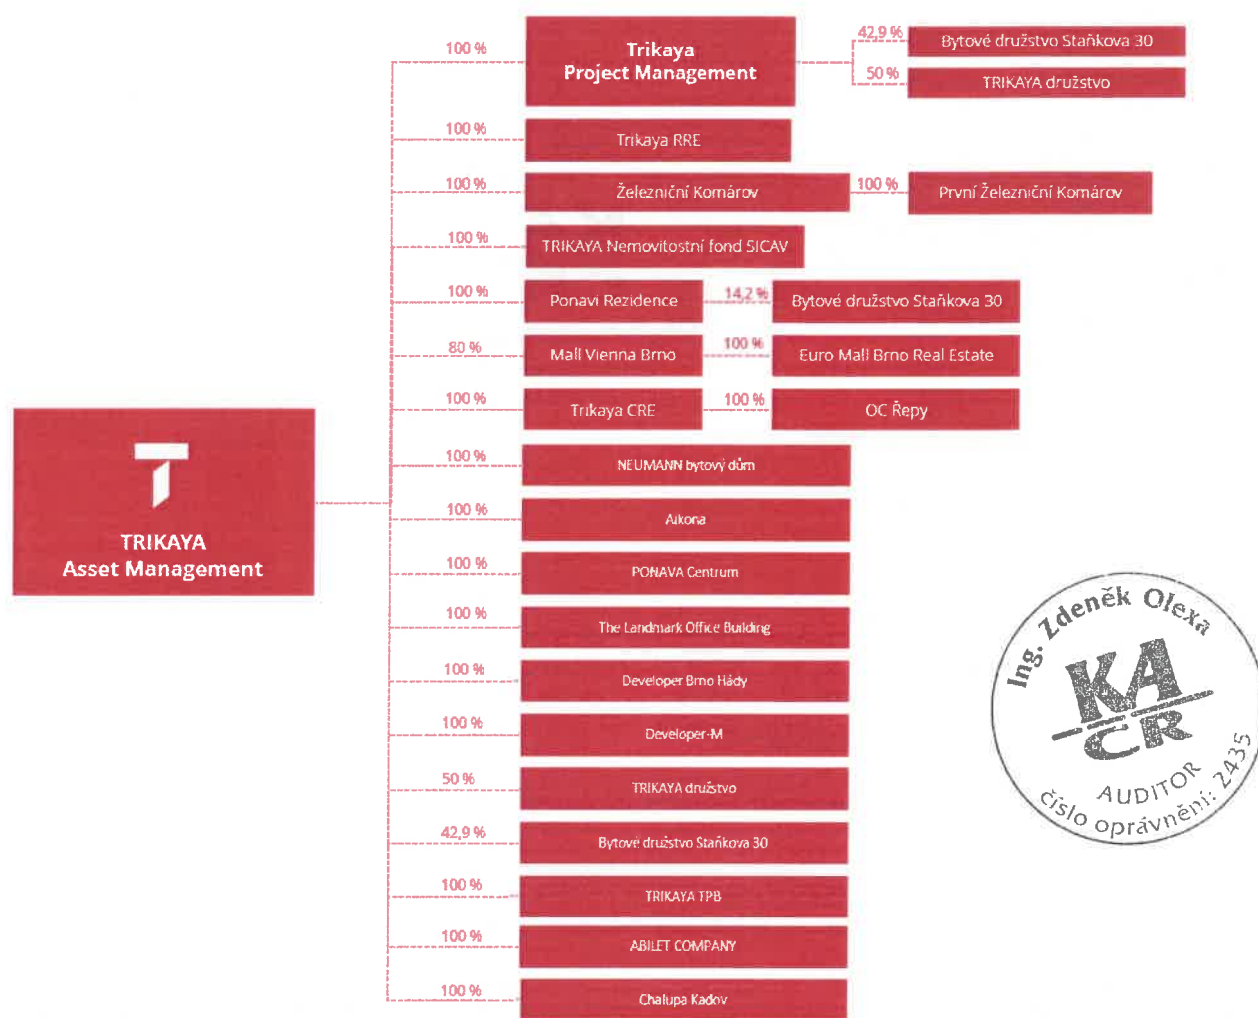 100 %
Trikaya
Project Management
42,9 %
Bytové družstvo Staňkova 30
50 %
TRIKAYA družstvo
100 %
Trikaya RRE
100 %
Železniční Komárov
100 %
První Železniční Komárov
100 %
TRIKAYA Nemovitostní fond SICAV
100 %
Ponavi Rezidence
14,2 %
Bytové družstvo Staňkova 30
80 %
Mall Vienna Brno
100 %
Euro Mall Brno Real Estate
100 %
Trikaya CRE
100 %
OC Řepy
TRIKAYA
Asset Management
100 %
NEUMANN bytový dům
100 %
Aikona
100 %
PONAVA Centrum
100 %
The Landmark Office Building
100 %
Developer Brno Hády
100 %
Developer-M
50 %
TRIKAYA družstvo
42,9 %
Bytové družstvo Staňkova 30
100 %
TRIKAYA TPB
100 %
ABILET COMPANY
100 %
Chalupa Kadov
Ing. Zdeněk Olexa
KA
ČR
AUDITOR
číslo oprávnění: 2435